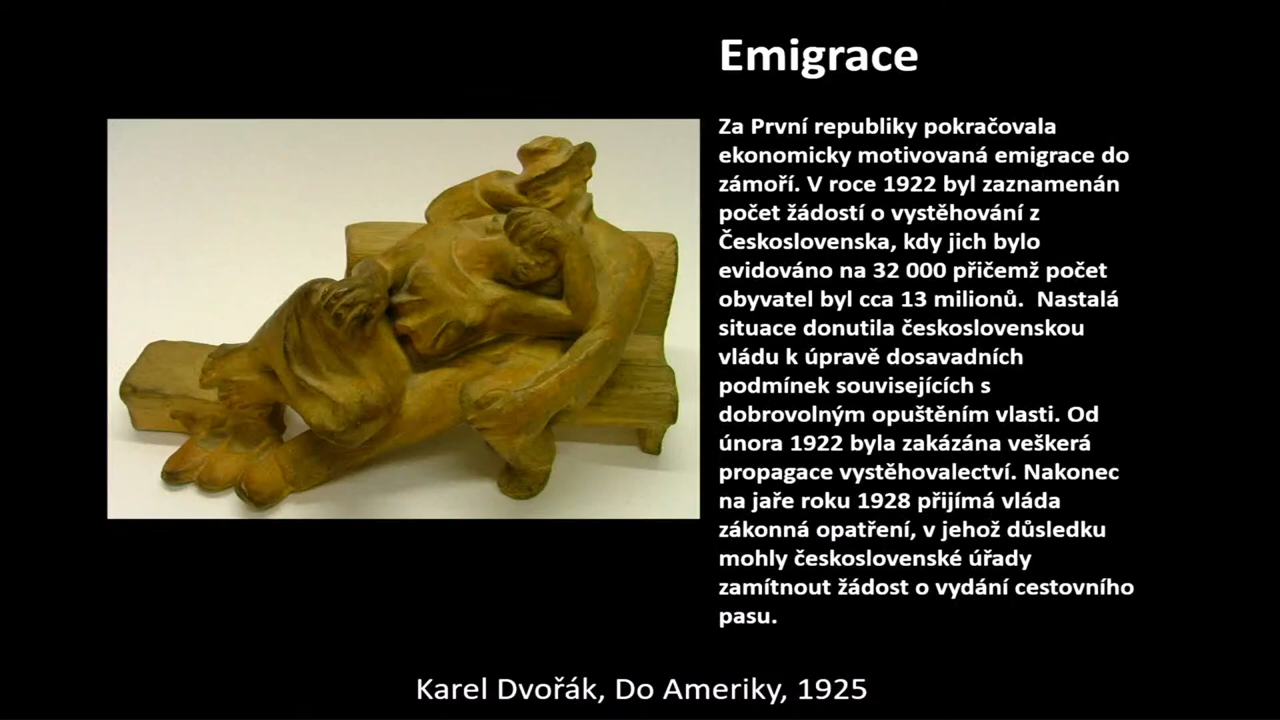 Emigrace
Za První republiky pokračovala
ekonomicky motivovaná emigrace do
zámoří. V roce 1922 byl zaznamenán
počet žádostí o vystěhování z
Československa, kdy jich bylo
evidováno na 32 000 přičemž počet
obyvatel byl cca 13 milionů.  Nastalá
situace donutila československou
vládu k úpravě dosavadních
podmínek souvisejících s
dobrovolným opuštěním vlasti. Od
února 1922 byla zakázána veškerá
propagace vystěhovalectví. Nakonec
na jaře roku 1928 přijímá vláda
zákonná opatření, v jehož důsledku
mohly československé úřady
zamítnout žádost o vydání cestovního
pasu.
Karel Dvořák, Do Ameriky, 1925